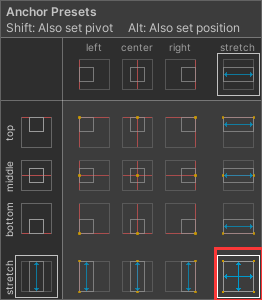 Anchor Presets
Shift: Also set pivot     Alt: Also set position
left center right stretch
top
middle
bottom
stretch